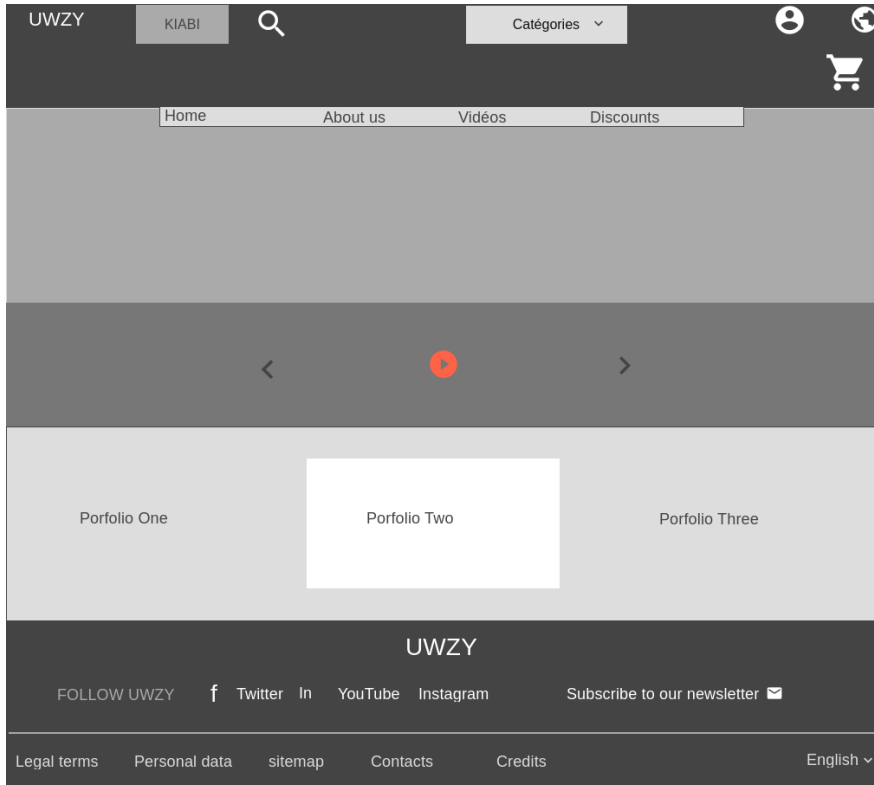 UWZY KIABI Catégories
Home About us Vidéos Discounts
Porfolio One Porfolio Two Porfolio Three
UWZY
FOLLOW UWZY f Twitter In YouTube Instagram Subscribe to our newsletter
Legal terms Personal data sitemap Contacts Credits English